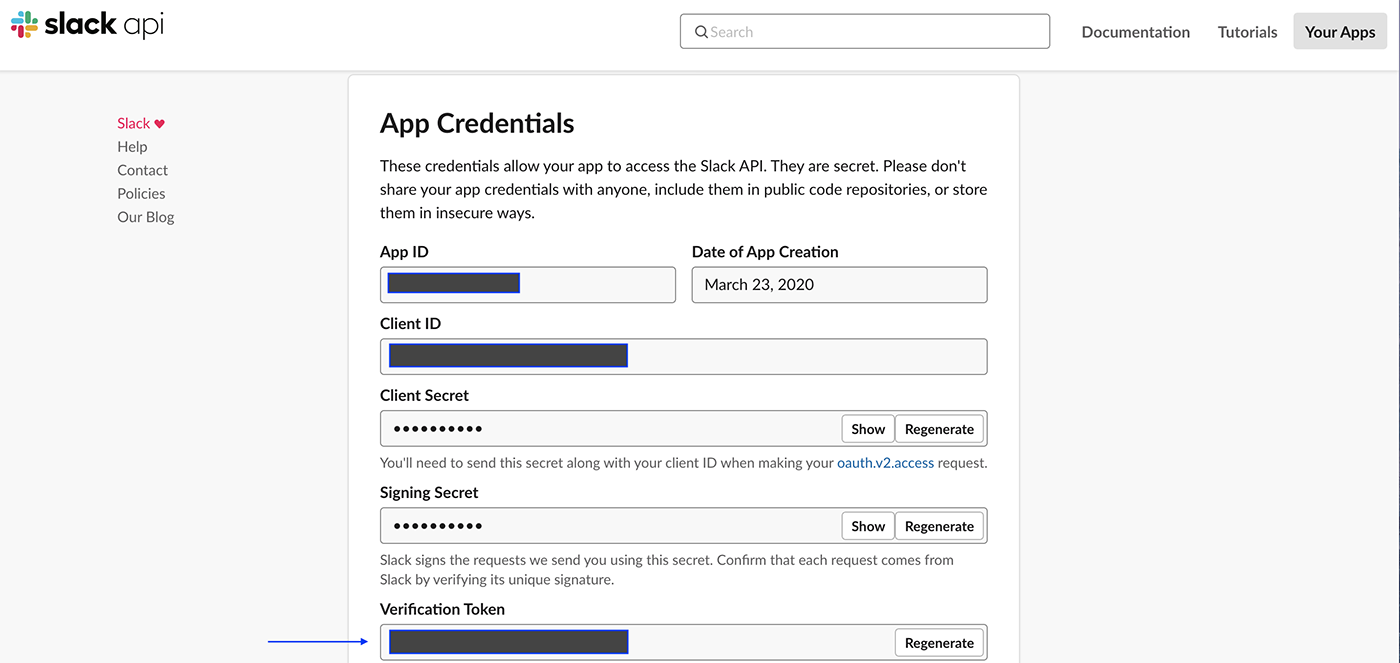 slack api
Search
Documentation
Tutorials
Your Apps
Slack
Help
Contact
Policies
Our Blog
App Credentials
These credentials allow your app to access the Slack API. They are secret. Please don't
share your app credentials with anyone, include them in public code repositories, or store
them in insecure ways.
App ID
Date of App Creation
March 23, 2020
Client ID
Client Secret
••••••••••
Show
Regenerate
You'll need to send this secret along with your client ID when making your oauth.v2.access request.
Signing Secret
••••••••••
Show
Regenerate
Slack signs the requests we send you using this secret. Confirm that each request comes from
Slack by verifying its unique signature.
Verification Token
Regenerate